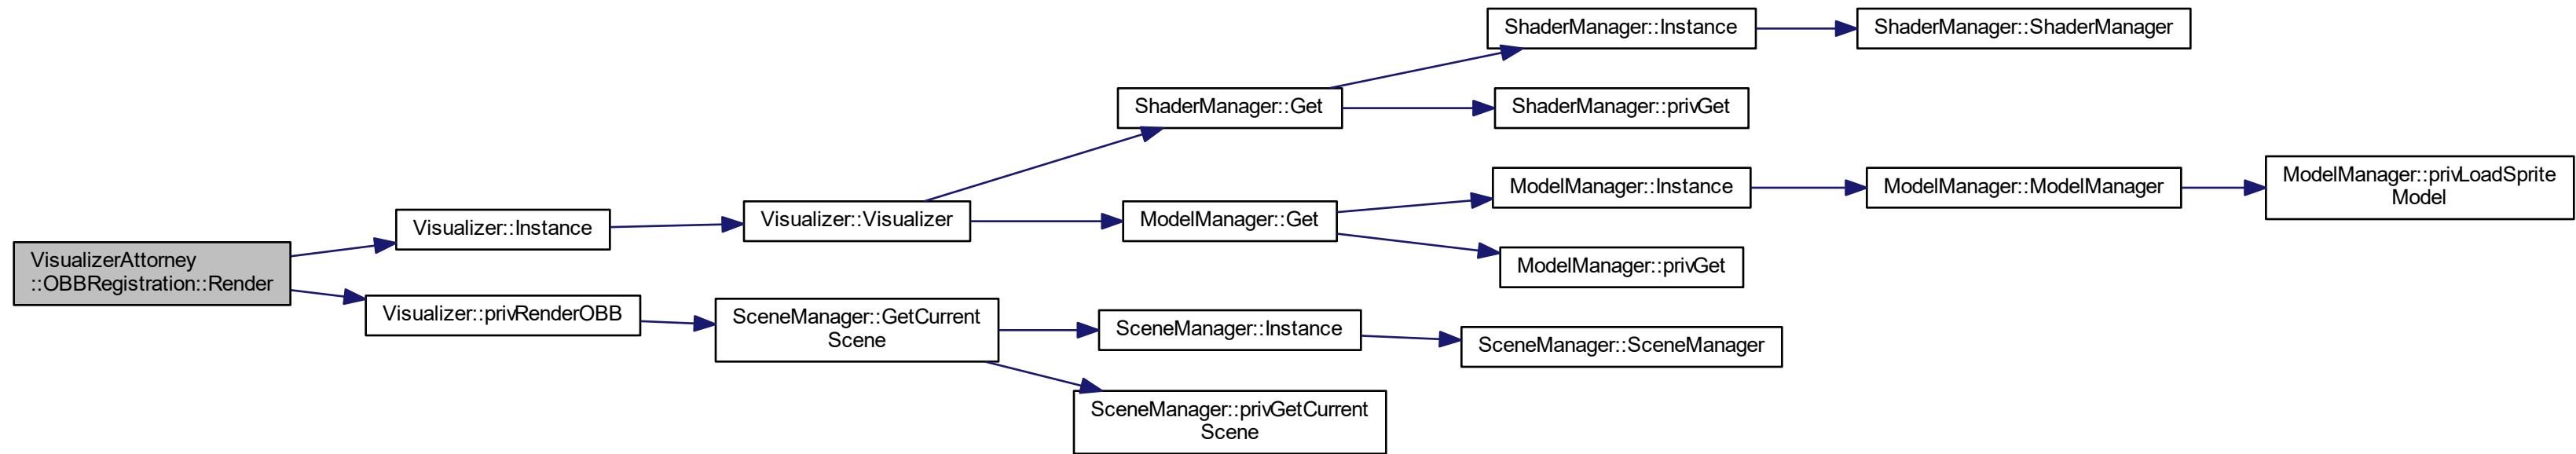 ShaderManager::Instance
ShaderManager::ShaderManager
ShaderManager::Get
ShaderManager::privGet
ModelManager::Instance
ModelManager::ModelManager
ModelManager::privLoadSprite
Model
Visualizer::Instance
Visualizer::Visualizer
ModelManager::Get
ModelManager::privGet
VisualizerAttorney
::OBBRegistration::Render
Visualizer::privRenderOBB
SceneManager::GetCurrent
Scene
SceneManager::Instance
SceneManager::SceneManager
SceneManager::privGetCurrent
Scene